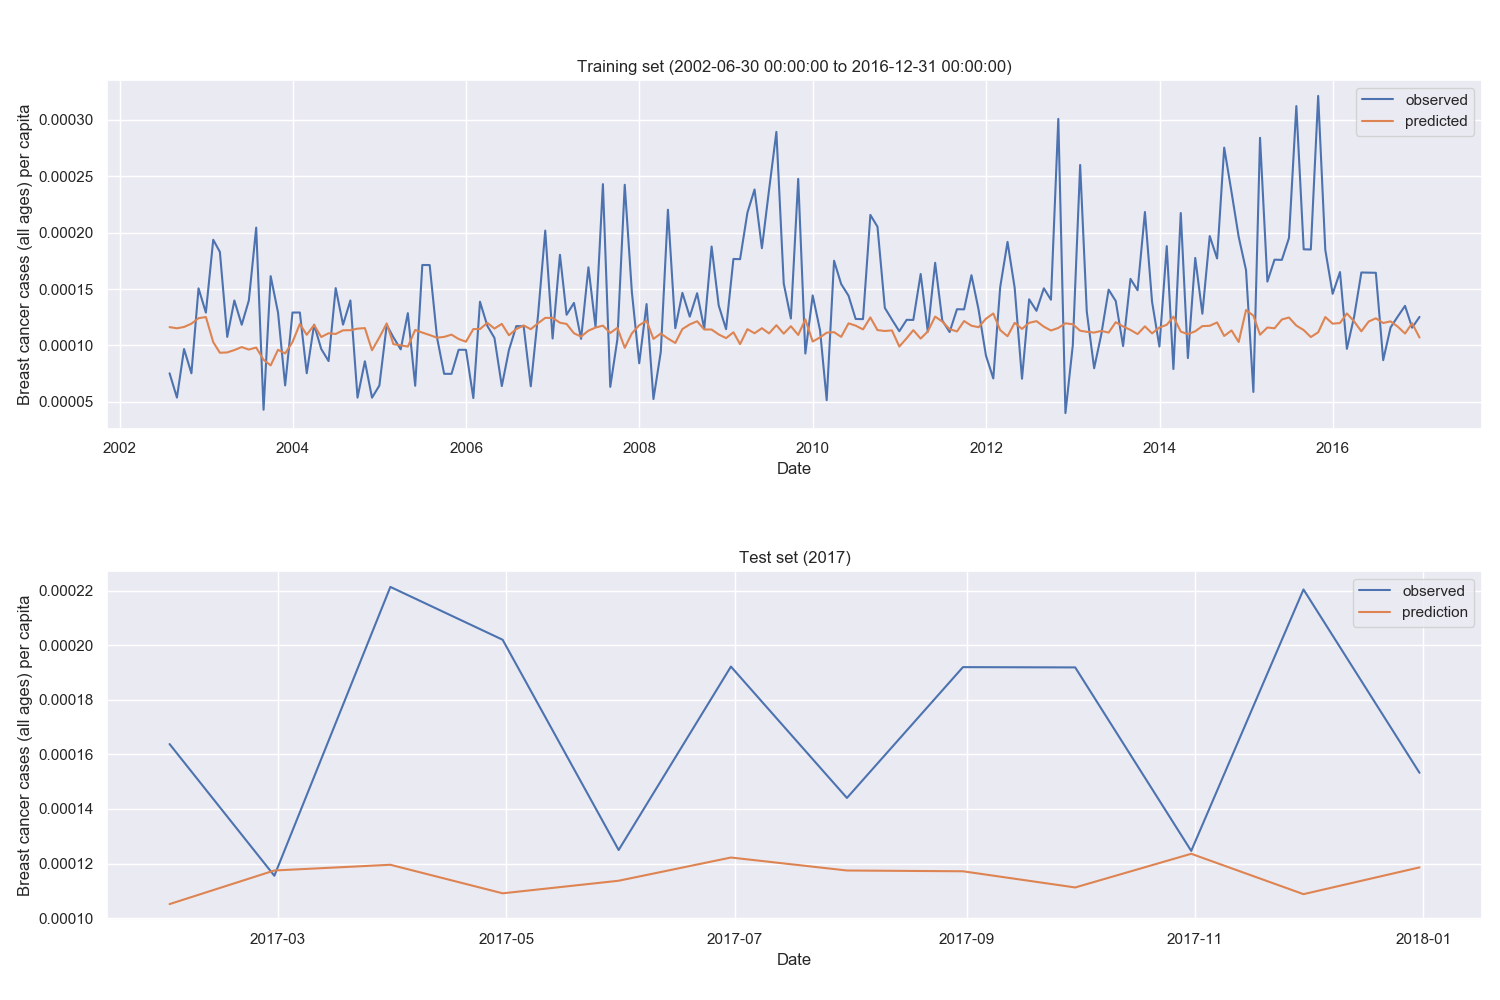 Training set (2002-06-30 00:00:00 to 2016-12-31 00:00:00)
Breast cancer cases (all ages) per capita
0.00030
0.00025
0.00020
0.00015
0.00010
0.00005
observed
predicted
2002 2004 2006 2008 2010 2012 2014 2016
Date
Test set (2017)
Breast cancer cases (all ages) per capita
0.00022
0.00020
0.00018
0.00016
0.00014
0.00012
0.00010
observed
prediction
2017-03 2017-05 2017-07 2017-09 2017-11 2018-01
Date